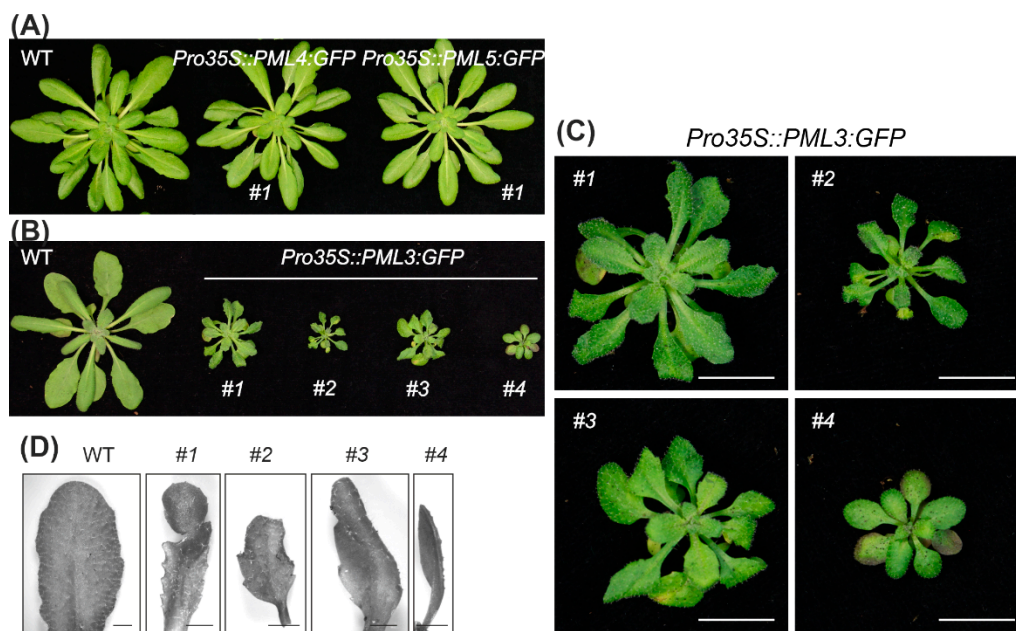 (A)
WT Pro35S::PML4:GFP Pro35S::PML5:GFP
#1 #1
(B)
WT Pro35S::PML3:GFP
#1 #2 #3 #4
(C)
Pro35S::PML3:GFP
#1 #2
#3 #4
(D)
WT #1 #2 #3 #4